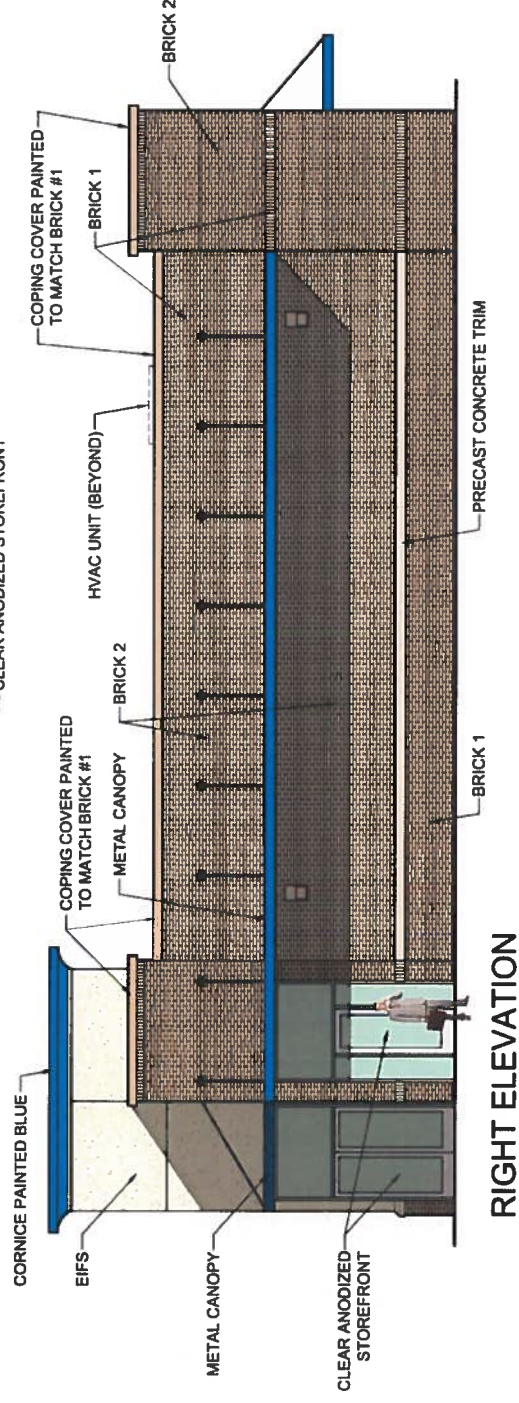 CLEAR ANODIZED STOREFRONT
CORNICE PAINTED BLUE
EIFS
COPING COVER PAINTED
TO MATCH BRICK #1
METAL CANOPY
BRICK 2
HVAC UNIT (BEYOND)
COPING COVER PAINTED
TO MATCH BRICK #1
BRICK 1
BRICK 2
METAL CANOPY
CLEAR ANODIZED
STOREFRONT
BRICK 1
PRECAST CONCRETE TRIM
RIGHT ELEVATION